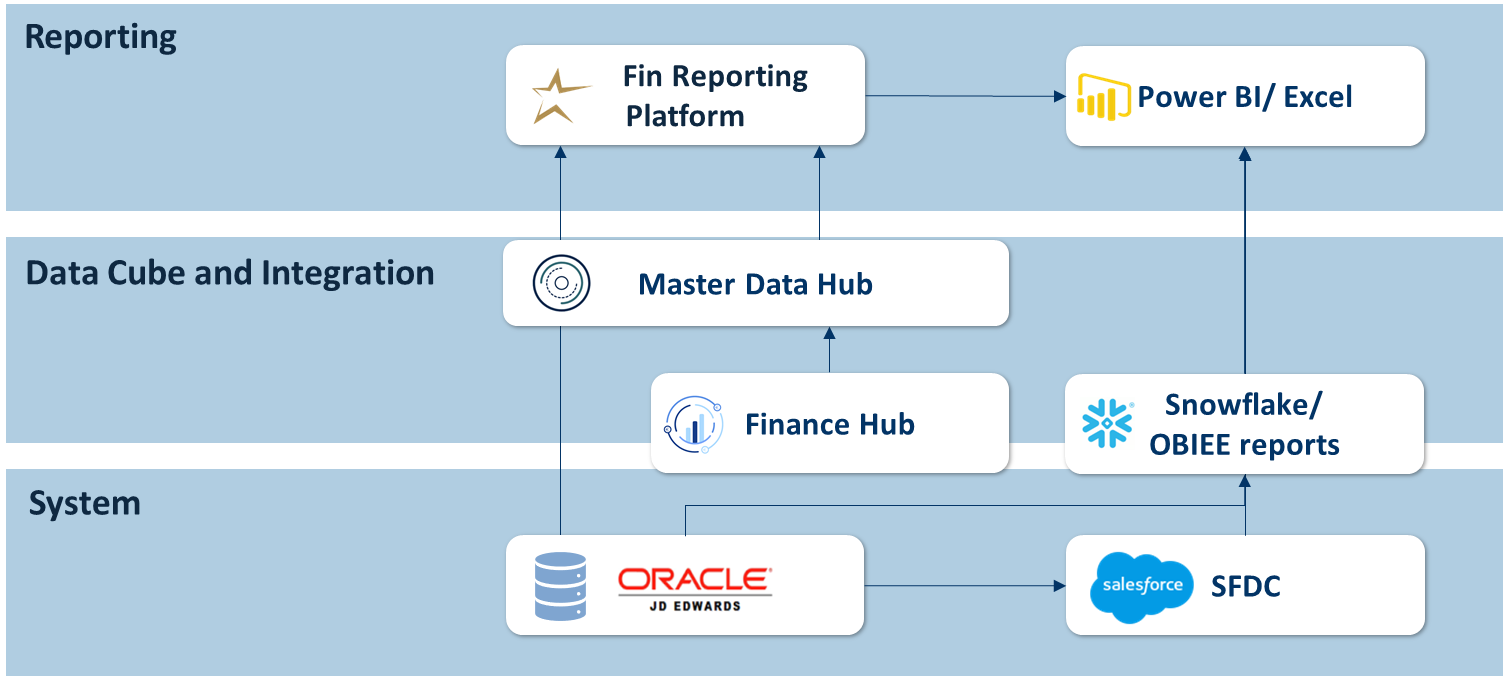 Reporting
Fin Reporting
Platform
Power BI/ Excel
Data Cube and Integration
Master Data Hub
Finance Hub
Snowflake/
OBIEE reports
System
ORACLE®
JD EDWARDS
salesforce
SFDC